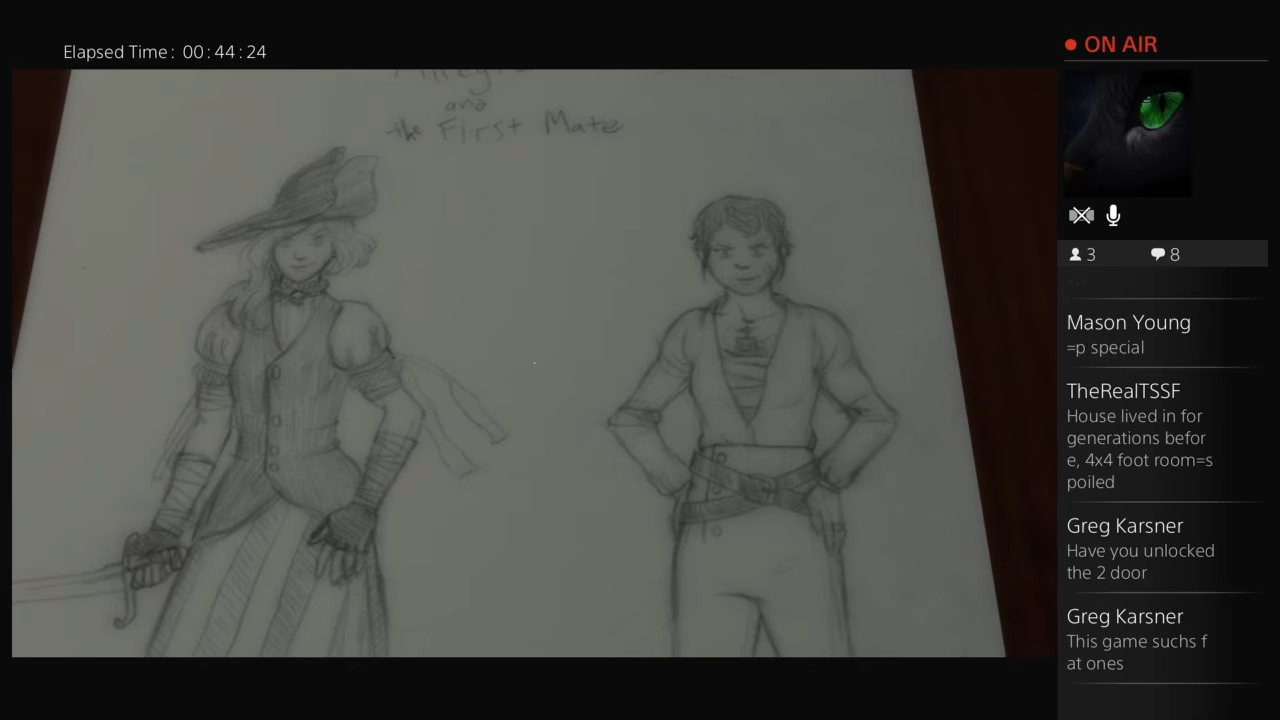 Elapsed Time: 00:44:24
ON AIR
and
the First Mate
3
8
Mason Young
=p special
TheRealTSSF
House lived in for
generations befor
e, 4x4 foot room=s
poiled
Greg Karsner
Have you unlocked
the 2 door
Greg Karsner
This game suchs f
at ones